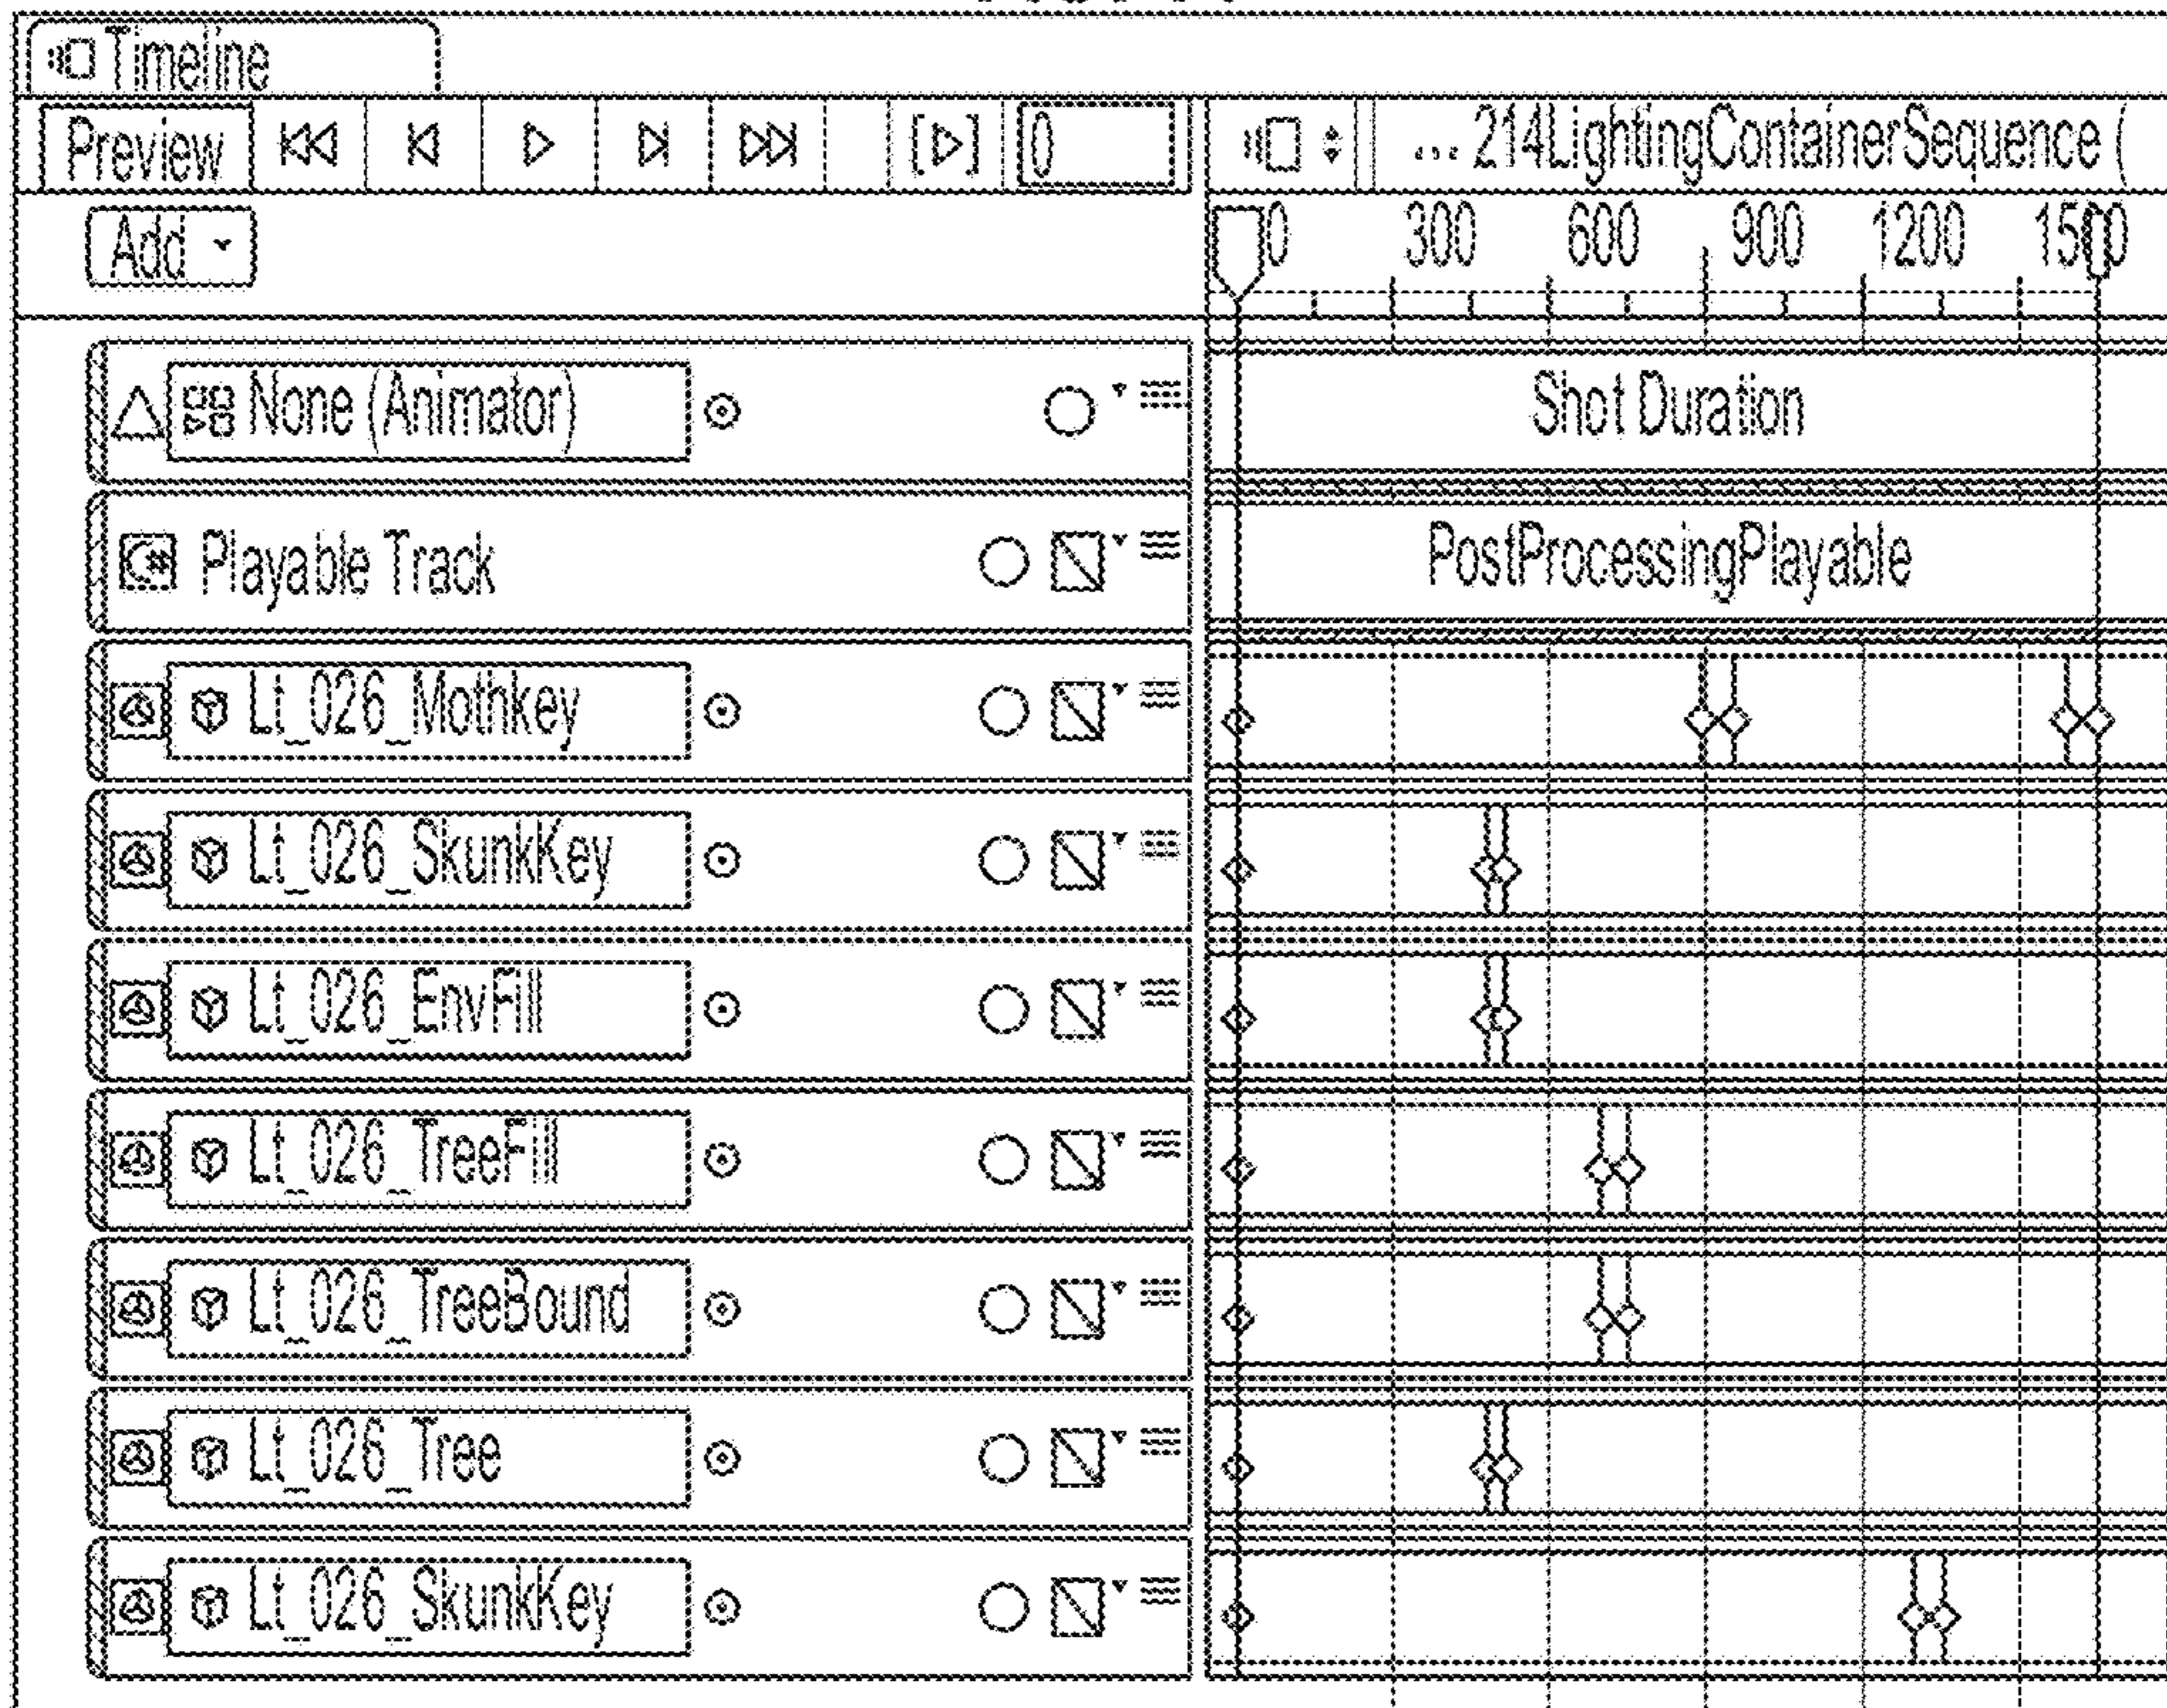 Timeline
Preview 0 ...214LightingContainerSequence (
Add 0 300 600 900 1200 1500
None (Animator) Shot Duration
Playable Track PostProcessingPlayable
Lt_026_Mothkey
Lt_026_SkunkKey
Lt_026_EnvFill
Lt_026_TreeFill
Lt_026_TreeBound
Lt_026_Tree
Lt_026_SkunkKey